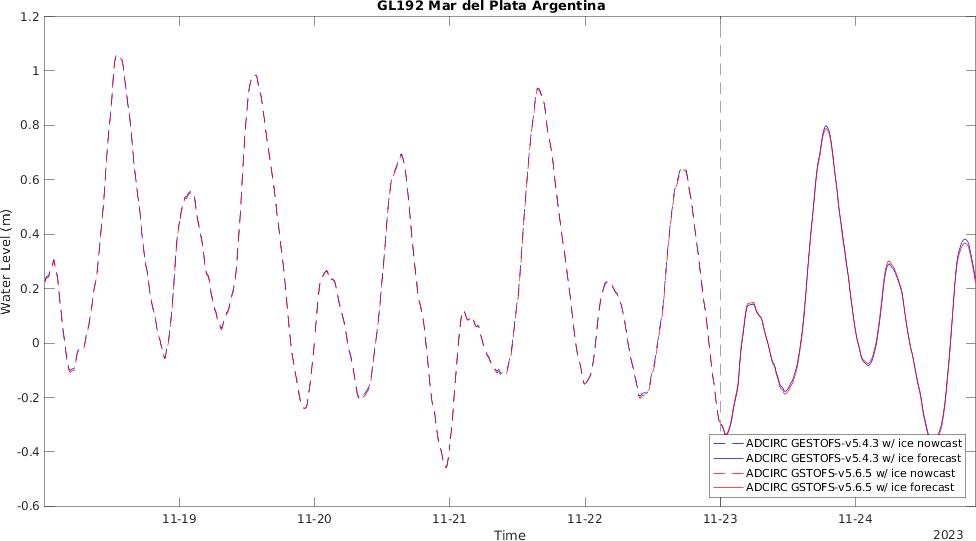 GL192 Mar del Plata Argentina
1.2
1
0.8
0.6
0.4
0.2
0
-0.2
-0.4
-0.6
Water Level (m)
ADCIRC GESTOFS-v5.4.3 w/ ice nowcast
ADCIRC GESTOFS-v5.4.3 w/ ice forecast
ADCIRC GSTOFS-v5.6.5 w/ ice nowcast
ADCIRC GSTOFS-v5.6.5 w/ ice forecast
11-19 11-20 11-21 11-22 11-23 11-24
Time
2023